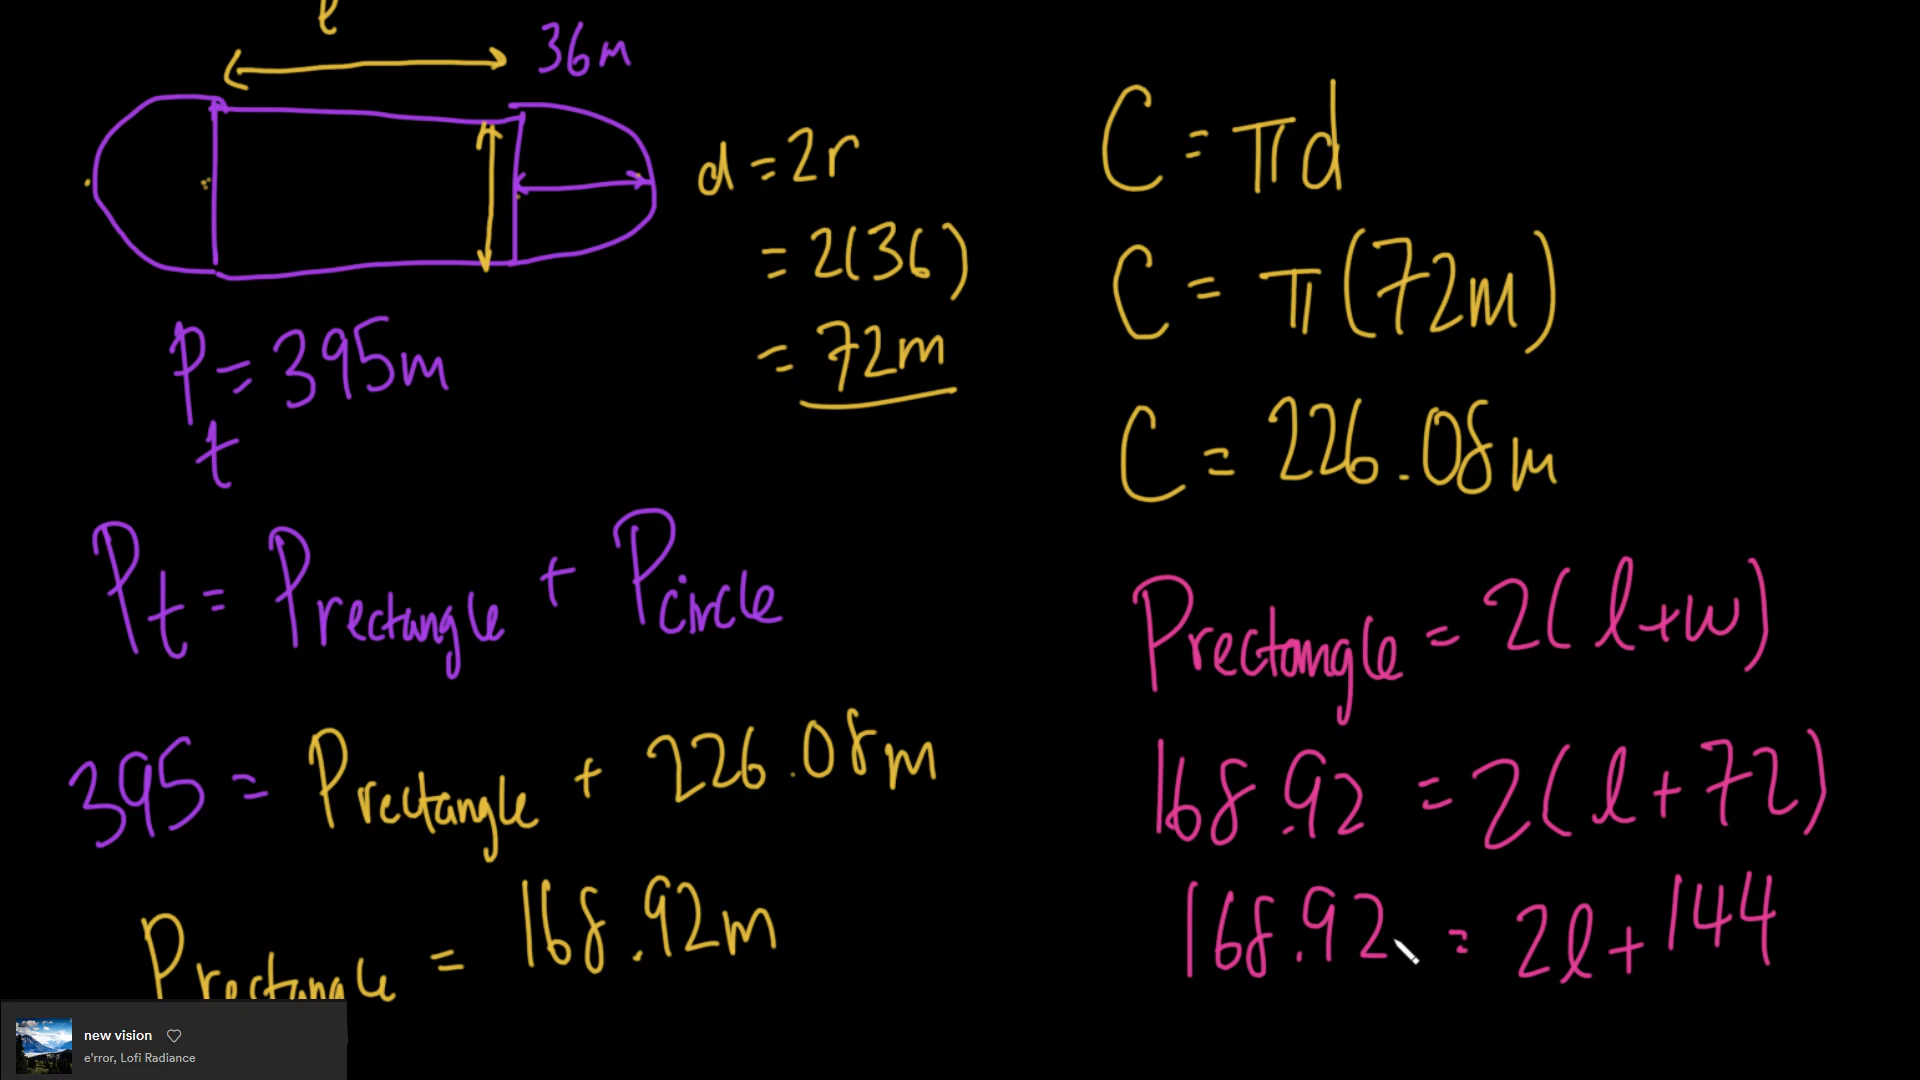 l
36m
d = 2r
= 2(36)
= 72m
P = 395m
t
Pt = Prectangle + Pcircle
395 = Prectangle + 226.08m
Prectangle = 168.92m
C = πd
C = π(72m)
C = 226.08m
Prectangle = 2(l+w)
168.92 = 2(l+72)
168.92 = 2l+144
new vision
e'rror, Lofi Radiance